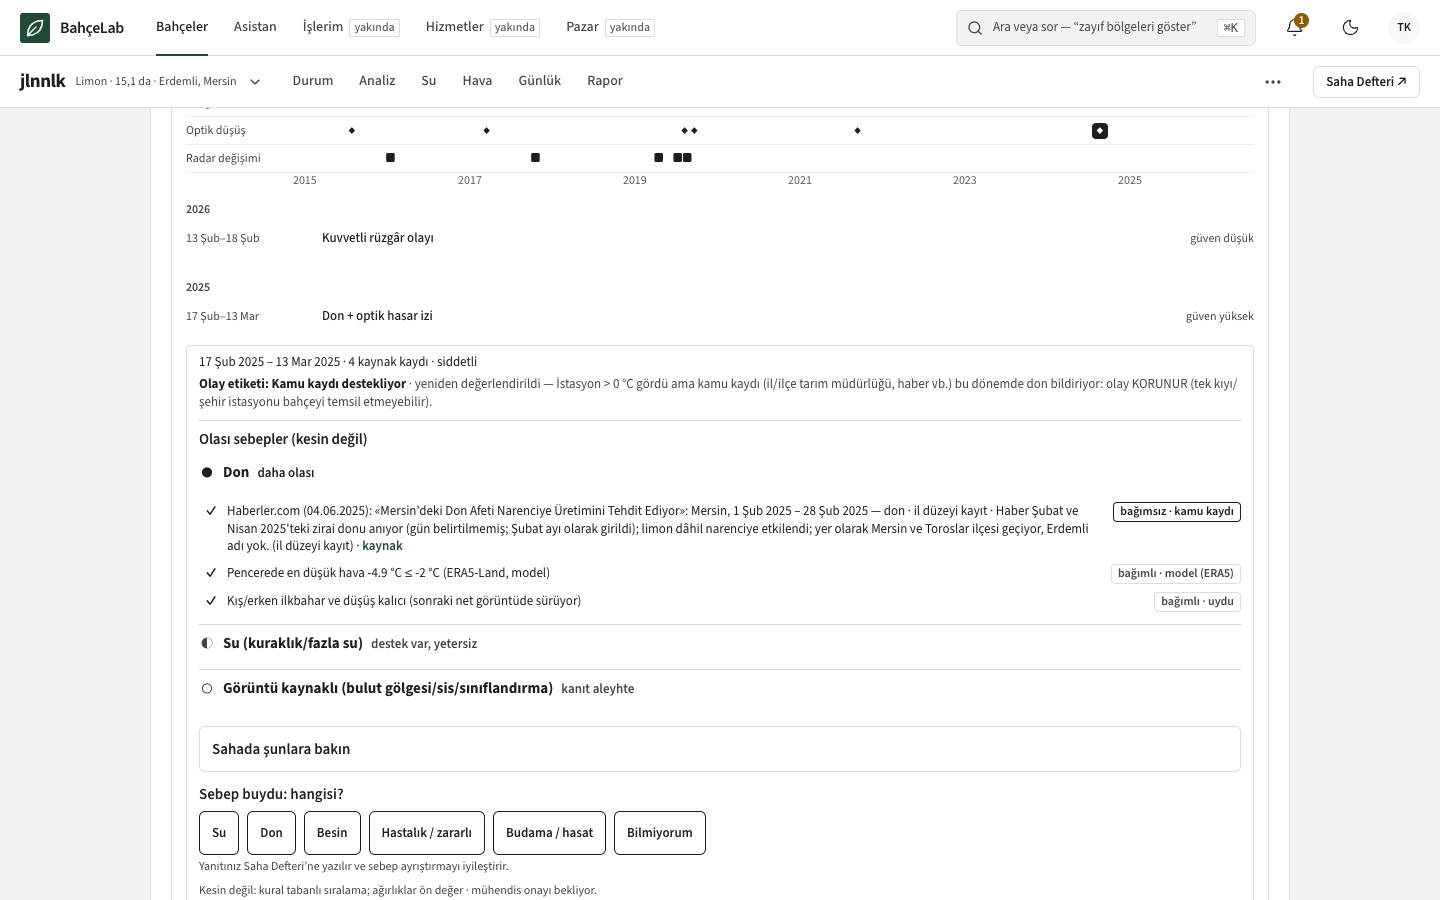 BahçeLab
Bahçeler
Asistan
İşlerim yakında
Hizmetler yakında
Pazar yakında
Ara veya sor — “zayıf bölgeleri göster” ⌘K
1
TK
jlnnlk Limon · 15,1 da · Erdemli, Mersin
Durum
Analiz
Su
Hava
Günlük
Rapor
Saha Defteri ↗
Optik düşüş
Radar değişimi
2015 2017 2019 2021 2023 2025
2026
13 Şub–18 Şub Kuvvetli rüzgâr olayı güven düşük
2025
17 Şub–13 Mar Don + optik hasar izi güven yüksek
17 Şub 2025 – 13 Mar 2025 · 4 kaynak kaydı · siddetli
Olay etiketi: Kamu kaydı destekliyor · yeniden değerlendirildi — İstasyon > 0 °C gördü ama kamu kaydı (il/ilçe tarım müdürlüğü, haber vb.) bu dönemde don bildiriyor: olay KORUNUR (tek kıyı/
şehir istasyonu bahçeyi temsil etmeyebilir).
Olası sebepler (kesin değil)
Don daha olası
Haberler.com (04.06.2025): «Mersin'deki Don Afeti Narenciye Üretimini Tehdit Ediyor»: Mersin, 1 Şub 2025 – 28 Şub 2025 — don · il düzeyi kayıt · Haber Şubat ve
Nisan 2025'teki zirai donu anıyor (gün belirtilmemiş; Şubat ayı olarak girildi); limon dâhil narenciye etkilendi; yer olarak Mersin ve Toroslar ilçesi geçiyor, Erdemli
adı yok. (il düzeyi kayıt) · kaynak
bağımsız · kamu kaydı
Pencerede en düşük hava -4.9 °C ≤ -2 °C (ERA5-Land, model) bağımlı · model (ERA5)
Kış/erken ilkbahar ve düşüş kalıcı (sonraki net görüntüde sürüyor) bağımlı · uydu
Su (kuraklık/fazla su) destek var, yetersiz
Görüntü kaynaklı (bulut gölgesi/sis/sınıflandırma) kanıt aleyhte
Sahada şunlara bakın
Sebep buydu: hangisi?
Su
Don
Besin
Hastalık / zararlı
Budama / hasat
Bilmiyorum
Yanıtınız Saha Defteri’ne yazılır ve sebep ayrıştırmayı iyileştirir.
Kesin değil: kural tabanlı sıralama; ağırlıklar ön değer · mühendis onayı bekliyor.